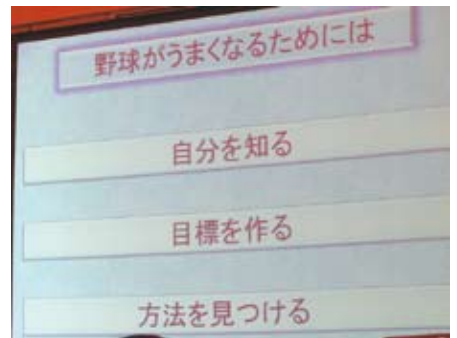 野球がうまくなるためには
自分を知る
目標を作る
方法を見つける